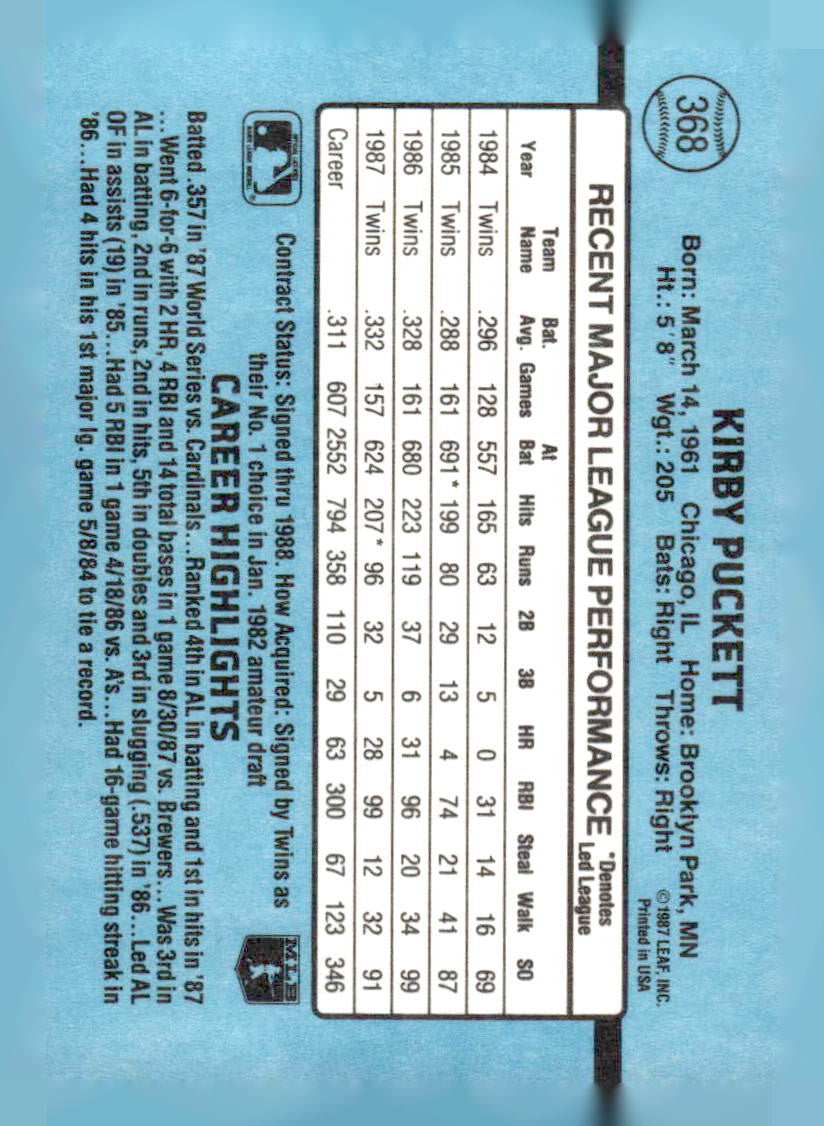 368
KIRBY PUCKETT
Born: March 14, 1961 Chicago, IL Home: Brooklyn Park, MN
Ht.: 5' 8" Wgt.: 205 Bats: Right Throws: Right
©1987 LEAF, INC.
Printed in USA
RECENT MAJOR LEAGUE PERFORMANCE *Denotes Led League
Year Team Name Bat. Avg. Games At Bat Hits Runs 2B 3B HR RBI Steal Walk SO
1984 Twins .296 128 557 165 63 12 5 0 31 14 16 69
1985 Twins .288 161 691* 199 80 29 13 4 74 21 41 87
1986 Twins .328 161 680 223 119 37 6 31 96 20 34 99
1987 Twins .332 157 624 207* 96 32 5 28 99 12 32 91
Career .311 607 2552 794 358 110 29 63 300 67 123 346
Contract Status: Signed thru 1988. How Acquired: Signed by Twins as
their No. 1 choice in Jan. 1982 amateur draft
MLB
CAREER HIGHLIGHTS
Batted .357 in '87 World Series vs. Cardinals...Ranked 4th in AL in batting and 1st in hits in '87
...Went 6-for-6 with 2 HR, 4 RBI and 14 total bases in 1 game 8/30/87 vs. Brewers...Was 3rd in
AL in batting, 2nd in runs, 2nd in hits, 5th in doubles and 3rd in slugging (.537) in '86...Led AL
OF in assists (19) in '85...Had 5 RBI in 1 game 4/18/86 vs. A's...Had 16-game hitting streak in
'86...Had 4 hits in his 1st major lg. game 5/8/84 to tie a record.